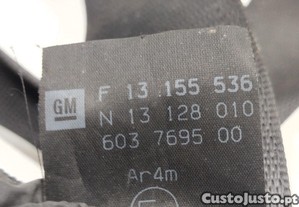 GM
F 13 155 536
N 13 128 010
603 7695 00
Ar4m
E
CustoJusto.pt